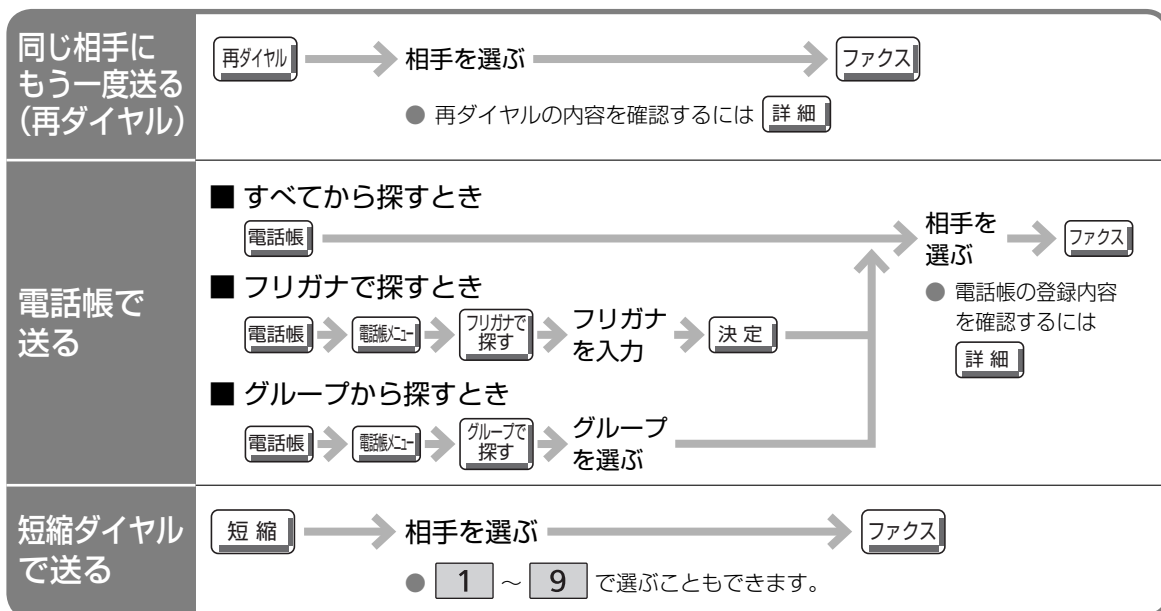 同じ相手に
もう一度送る
（再ダイヤル）
再ダイヤル 相手を選ぶ ファクス
● 再ダイヤルの内容を確認するには 詳細
電話帳で
送る
■ すべてから探すとき
電話帳
■ フリガナで探すとき
電話帳 電話帳メニュー フリガナで
探す
フリガナ
を入力
決定
■ グループから探すとき
電話帳 電話帳メニュー グループで
探す
グループ
を選ぶ
相手を
選ぶ
ファクス
● 電話帳の登録内容
を確認するには
詳細
短縮ダイヤル
で送る
短縮 相手を選ぶ ファクス
● 1 ～ 9 で選ぶこともできます。